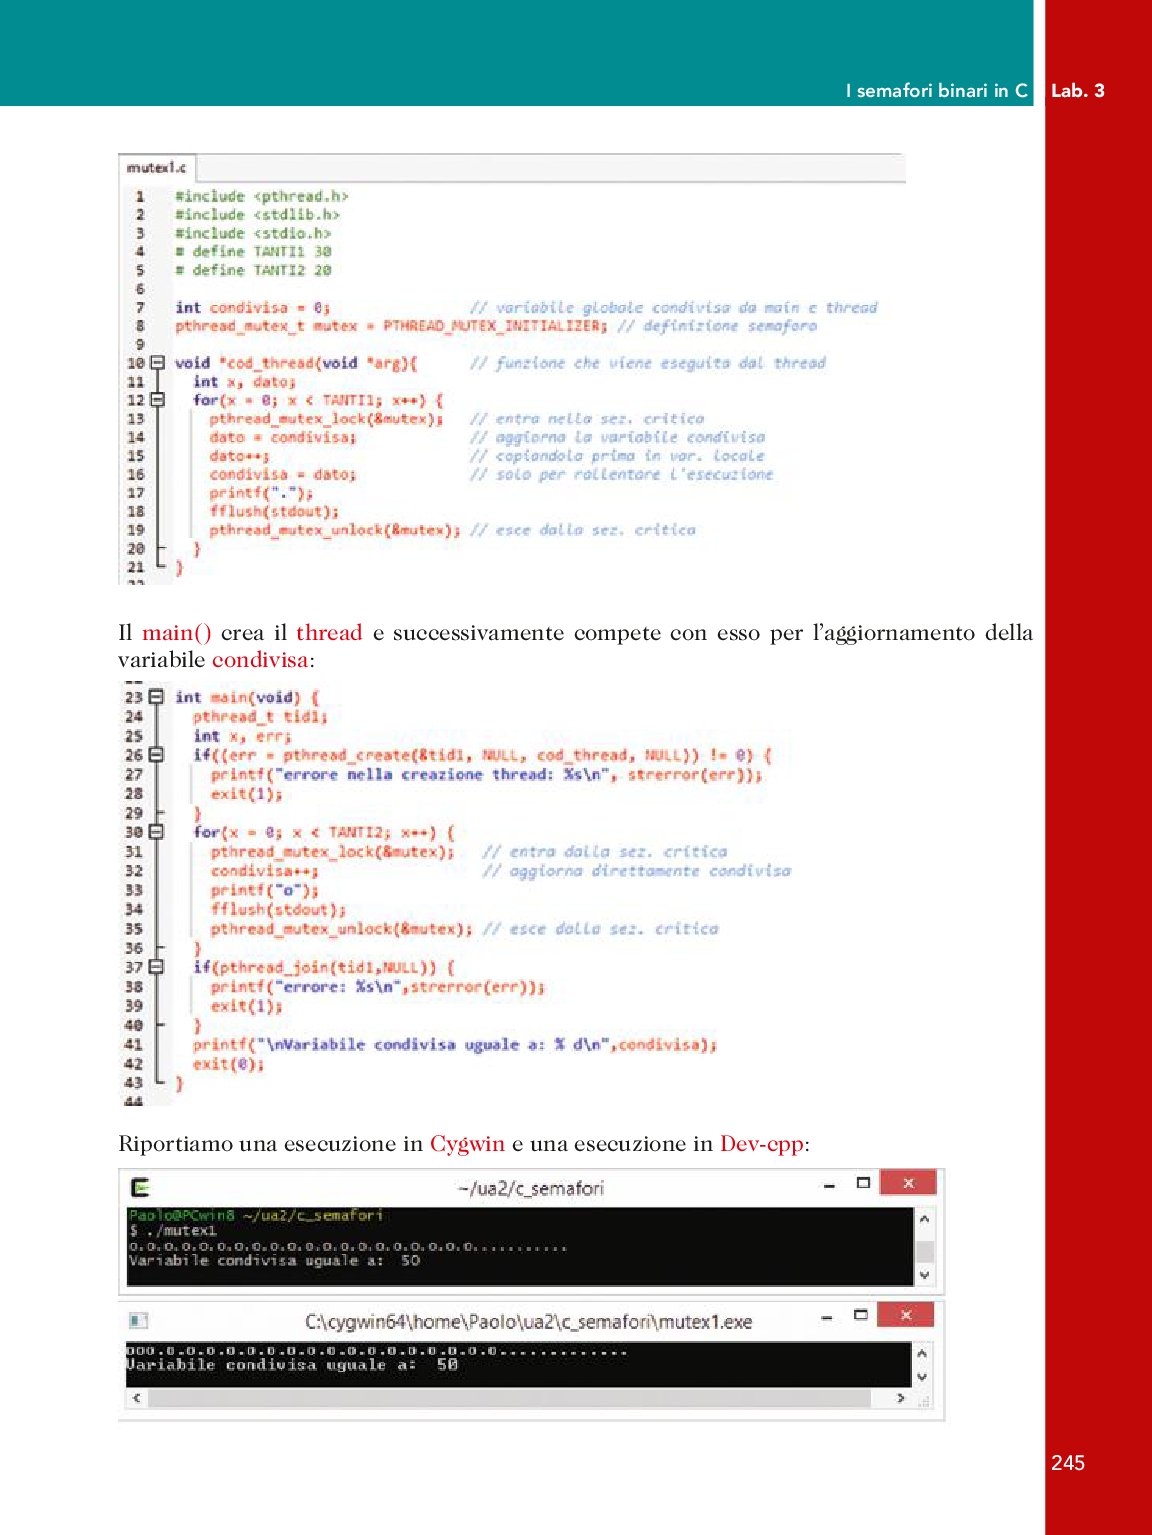 I semafori binari in C Lab. 3
mutex1.c
1 #include <pthread.h>
2 #include <stdlib.h>
3 #include <stdio.h>
4 # define TANTI1 30
5 # define TANTI2 20
6
7 int condivisa = 0; // variabile globale condivisa da main e thread
8 pthread_mutex_t mutex = PTHREAD_MUTEX_INITIALIZER; // definizione semaforo
9
10 void *cod_thread(void *arg){ // funzione che viene eseguita dal thread
11 int x, dato;
12 for(x = 0; x < TANTI1; x++) {
13 pthread_mutex_lock(&mutex); // entra nella sez. critica
14 dato = condivisa; // aggiorna la variabile condivisa
15 dato++; // copiandola prima in var. locale
16 condivisa = dato; // solo per rallentare l'esecuzione
17 printf(".");
18 fflush(stdout);
19 pthread_mutex_unlock(&mutex); // esce dalla sez. critica
20 }
21 }
Il main() crea il thread e successivamente compete con esso per l'aggiornamento della
variabile condivisa:
23 int main(void) {
24 pthread_t tid1;
25 int x, err;
26 if((err = pthread_create(&tid1, NULL, cod_thread, NULL)) != 0) {
27 printf("errore nella creazione thread: %s\n", strerror(err));
28 exit(1);
29 }
30 for(x = 0; x < TANTI2; x++) {
31 pthread_mutex_lock(&mutex); // entra dalla sez. critica
32 condivisa++; // aggiorna direttamente condivisa
33 printf("o");
34 fflush(stdout);
35 pthread_mutex_unlock(&mutex); // esce dalla sez. critica
36 }
37 if(pthread_join(tid1,NULL)) {
38 printf("errore: %s\n",strerror(err));
39 exit(1);
40 }
41 printf("\nVariabile condivisa uguale a: % d\n",condivisa);
42 exit(0);
43 }
44
Riportiamo una esecuzione in Cygwin e una esecuzione in Dev-cpp:
~/ua2/c_semafori
Paolo@PCwin8 ~/ua2/c_semafori
$ ./mutex1
o.o.o.o.o.o.o.o.o.o.o.o.o.o.o.o.o.o.o.o...........
Variabile condivisa uguale a: 50
C:\cygwin64\home\Paolo\ua2\c_semafori\mutex1.exe
ooo.o.o.o.o.o.o.o.o.o.o.o.o.o.o.o.o.o.............
Variabile condivisa uguale a: 50
245